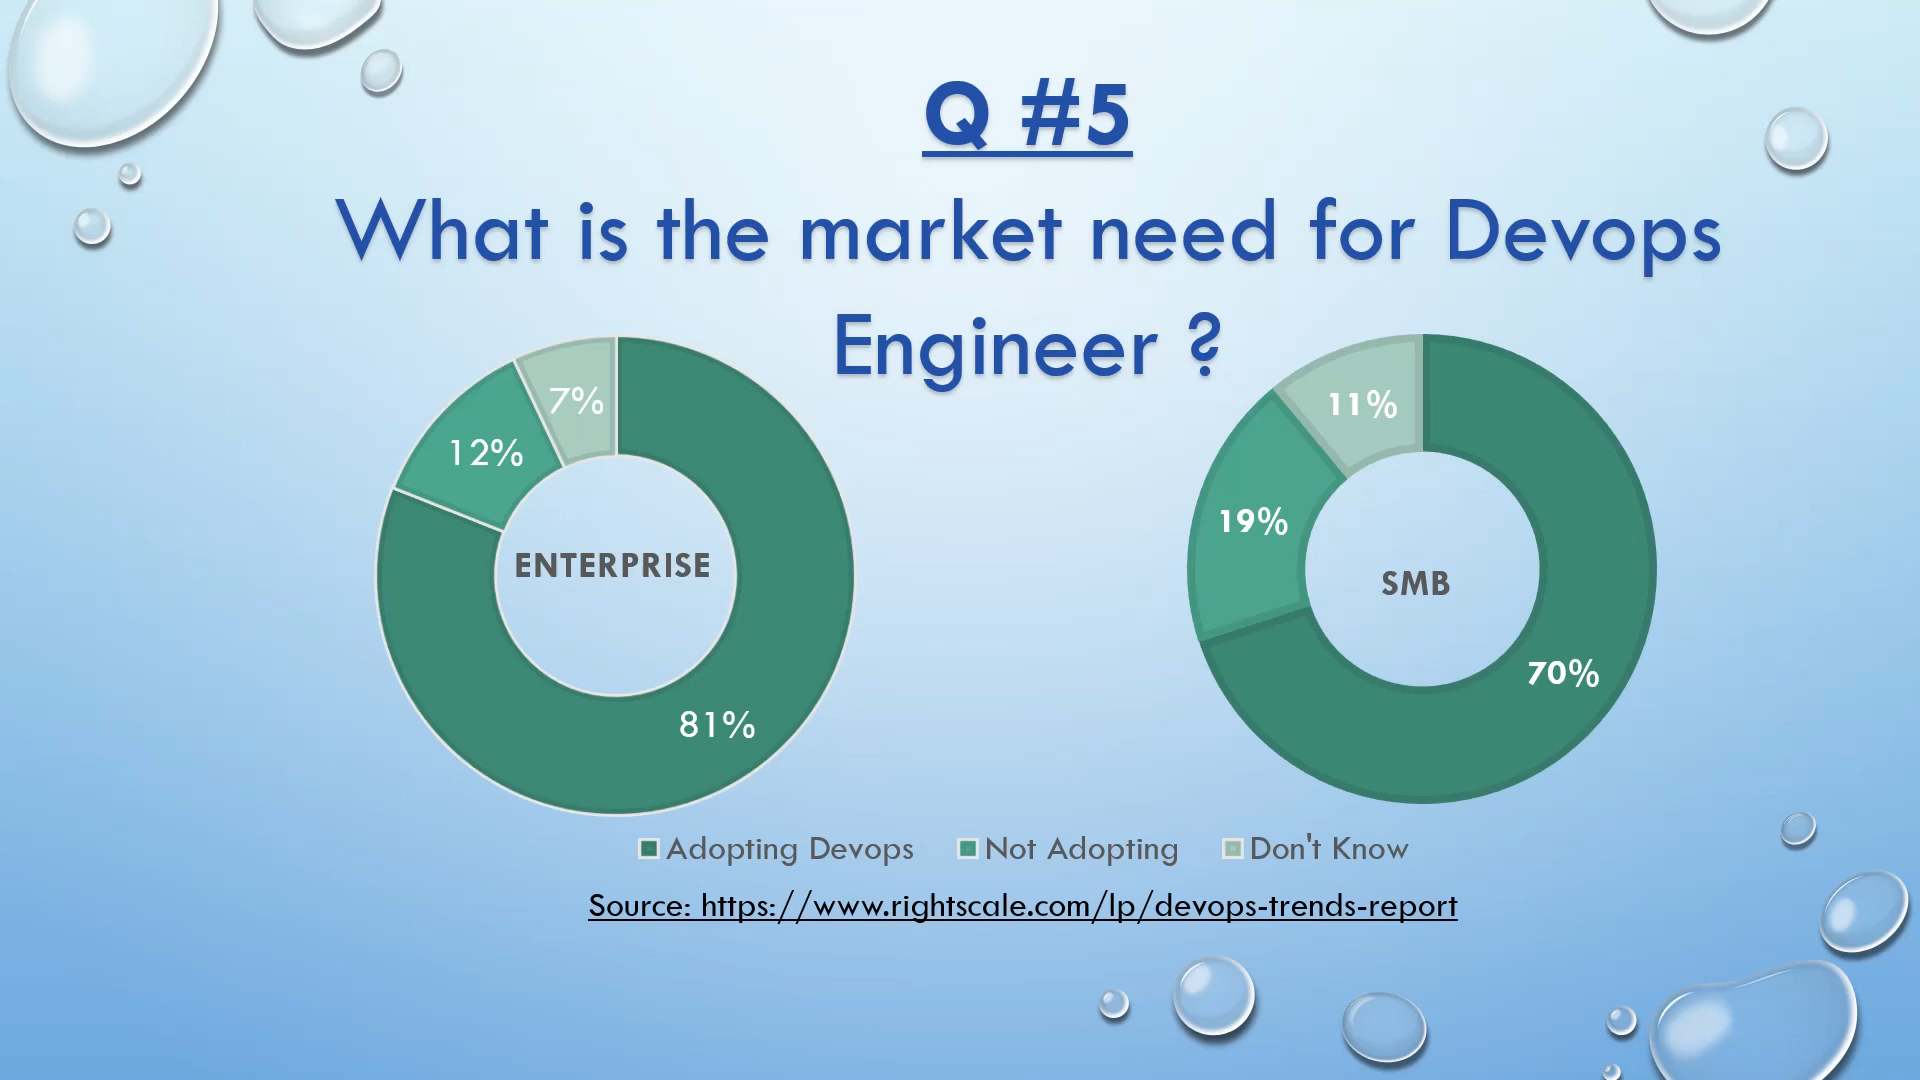 Q #5
What is the market need for Devops
Engineer ?
7%
12%
ENTERPRISE
81%
11%
19%
SMB
70%
Adopting Devops
Not Adopting
Don't Know
Source: https://www.rightscale.com/lp/devops-trends-report